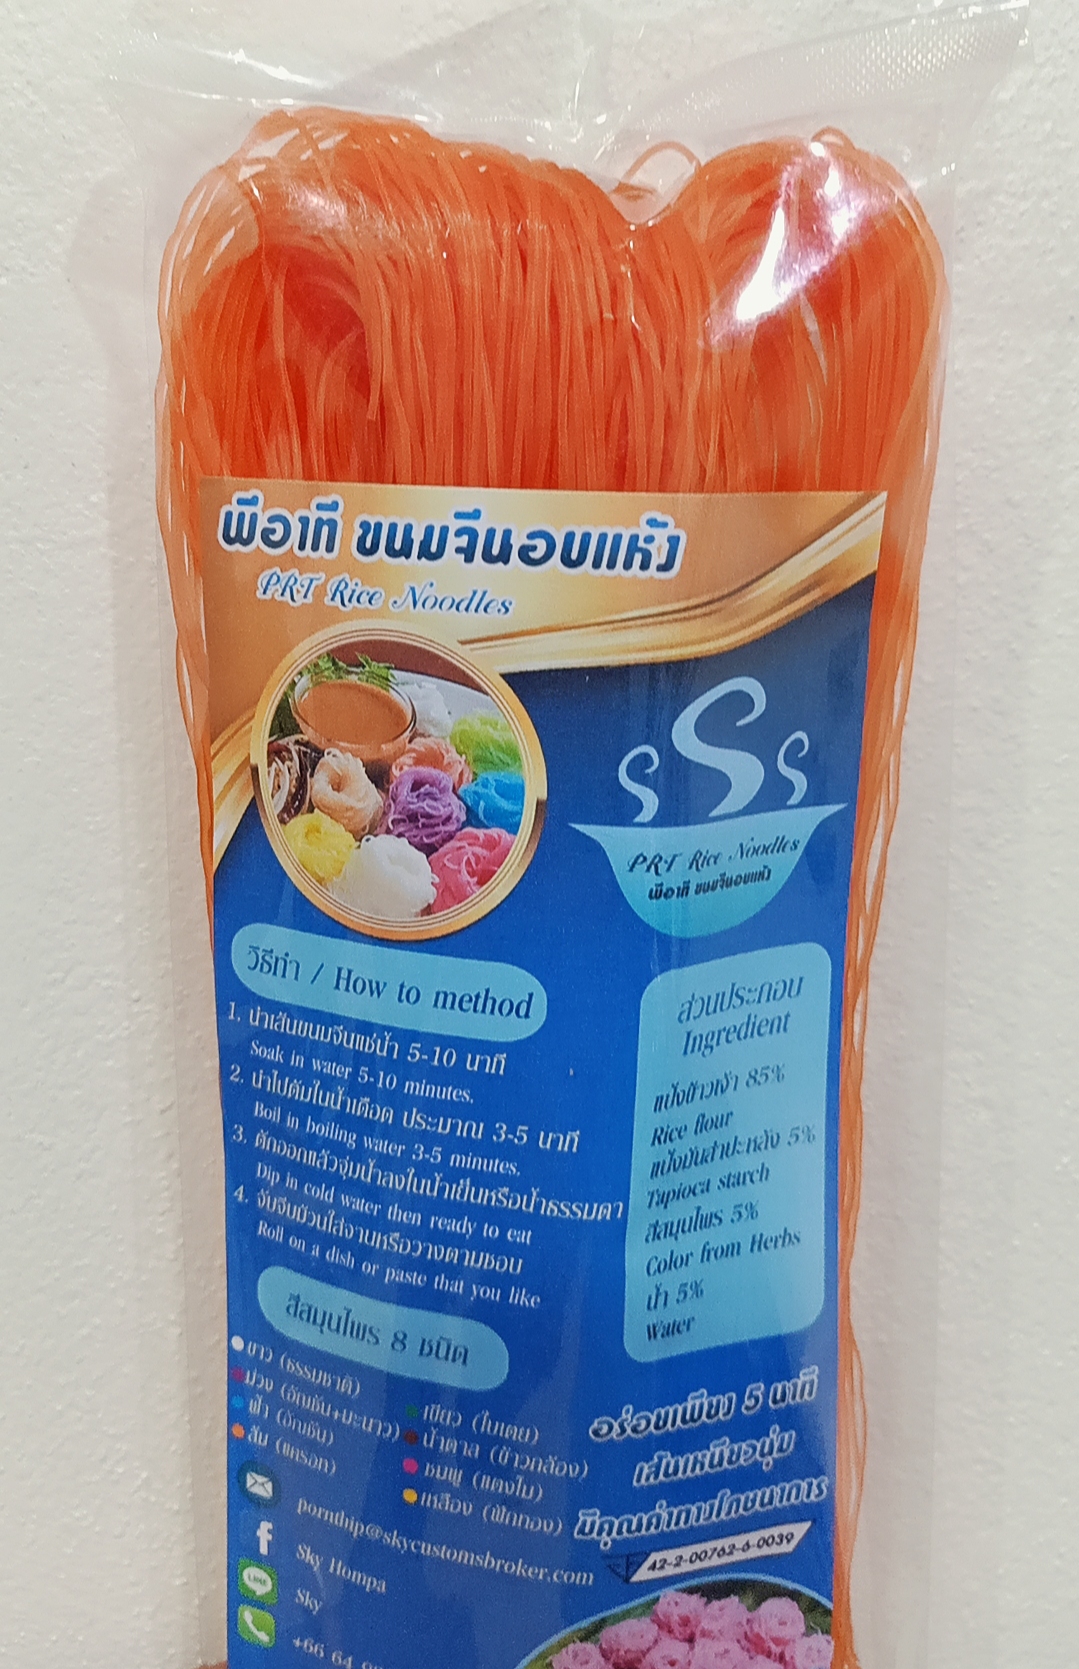 พีอาที ขนมจีนอบแห้ง
PRT Rice Noodles
PRT Rice Noodles
พีอาที ขนมจีนอบแห้ง
วิธีทำ / How to method
1. นำเส้นขนมจีนแช่น้ำ 5-10 นาที
Soak in water 5-10 minutes.
2. นำไปต้มในน้ำเดือด ประมาณ 3-5 นาที
Boil in boiling water 3-5 minutes.
3. ตักออกแล้วจุ่มน้ำลงในน้ำเย็นหรือน้ำธรรมดา
Dip in cold water then ready to eat
4. จับจีบม้วนใส่จานหรือวางตามชอบ
Roll on a dish or paste that you like
ส่วนประกอบ
Ingredient
แป้งข้าวเจ้า 85%
Rice flour
แป้งมันสำปะหลัง 5%
Tapioca starch
สีสมุนไพร 5%
Color from Herbs
น้ำ 5%
Water
สีสมุนไพร 8 ชนิด
ขาว (ธรรมชาติ)
ม่วง (อัญชัน+มะนาว)
ฟ้า (อัญชัน)
ส้ม (แครอท)
เขียว (ใบเตย)
น้ำตาล (ข้าวกล้อง)
ชมพู (แตงโม)
เหลือง (ฟักทอง)
อร่อยเพียง 5 นาที
เส้นเหนียวนุ่ม
มีคุณค่าทางโภชนาการ
42-2-00762-6-0039
pornthip@skycustomsbroker.com
Sky Hompa
LINE
Sky
+66 64